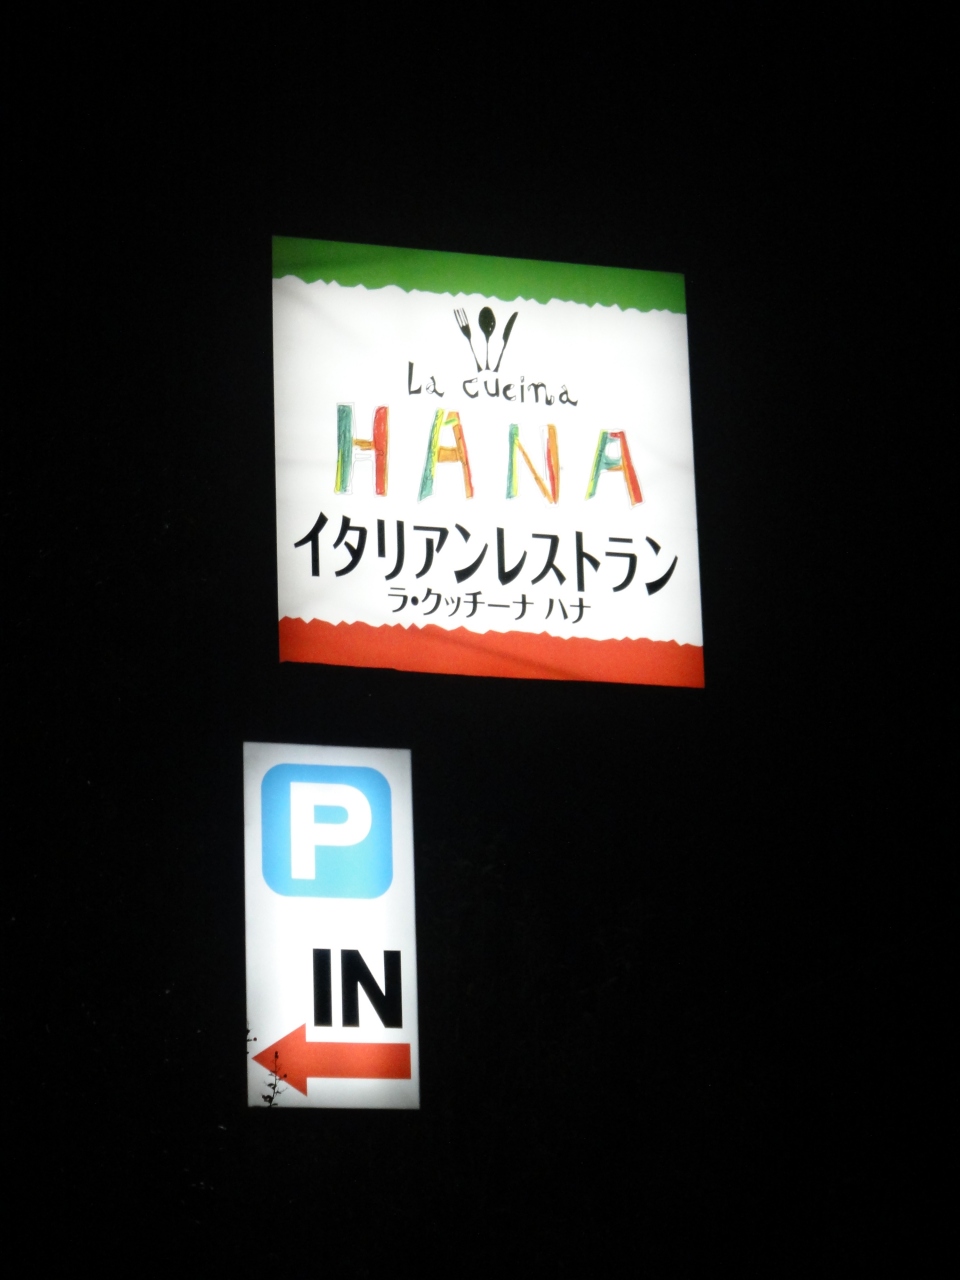 La cucina
HANA
イタリアンレストラン
ラ・クッチーナ ハナ
P
IN